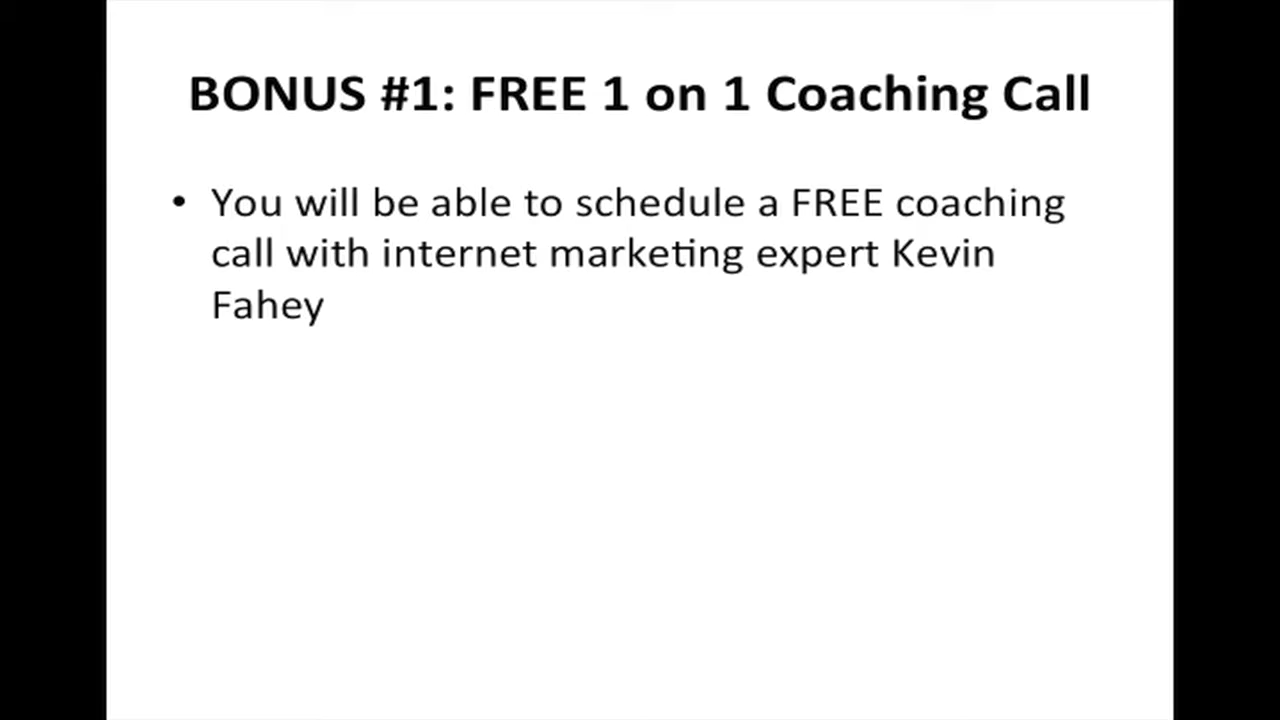 BONUS #1: FREE 1 on 1 Coaching Call
• You will be able to schedule a FREE coaching
call with internet marketing expert Kevin
Fahey